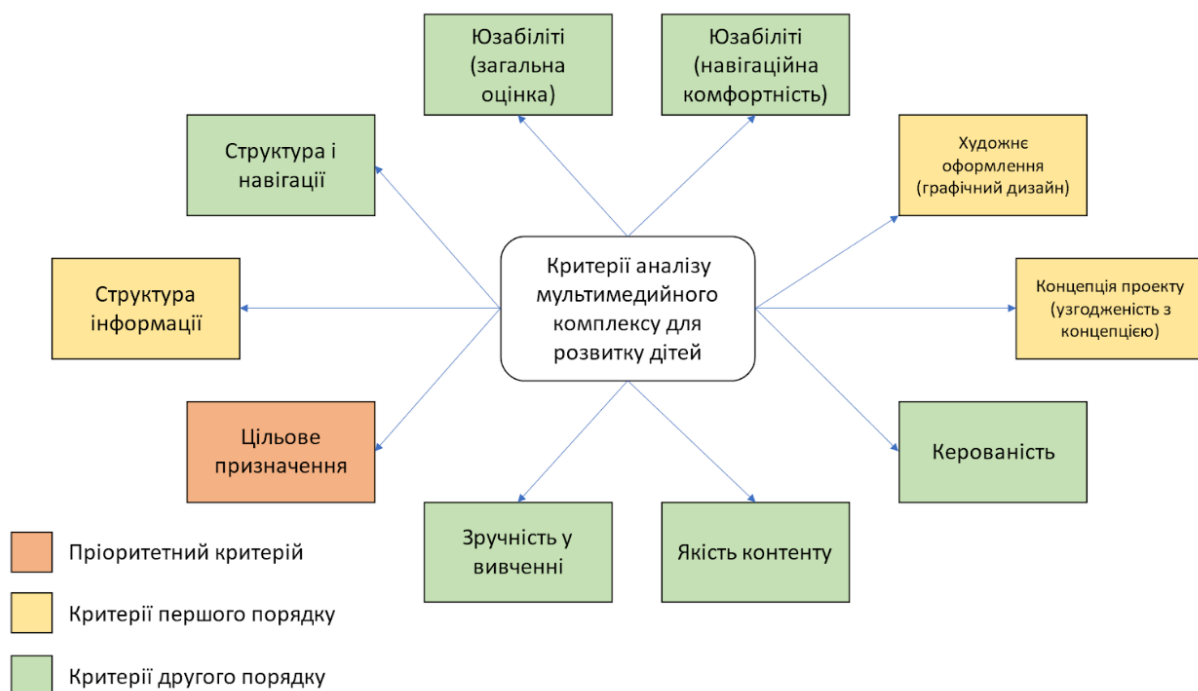 Юзабіліті
(загальна
оцінка)
Юзабіліті
(навігаційна
комфортність)
Структура і
навігації
Художнє
оформлення
(графічний дизайн)
Структура
інформації
Критерії аналізу
мультимедийного
комплексу для
розвитку дітей
Концепція проекту
(узгодженість з
концепцією)
Цільове
призначення
Керованість
Зручність у
вивченні
Якість контенту
Пріоритетний критерій
Критерії першого порядку
Критерії другого порядку